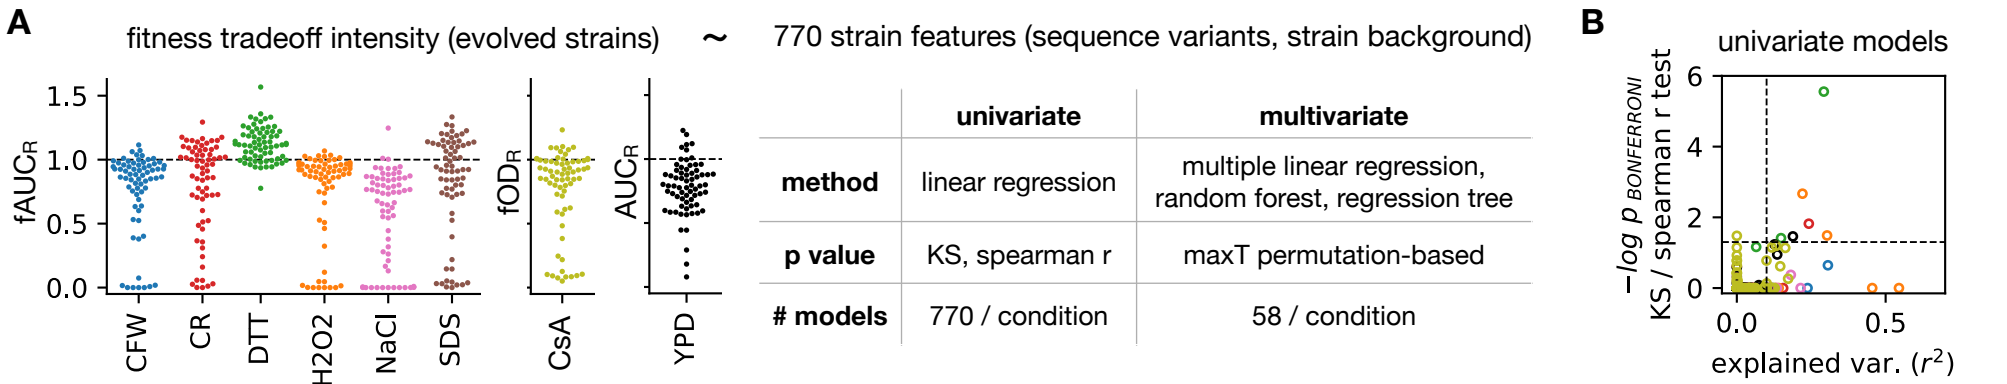 A
fitness tradeoff intensity (evolved strains) ~ 770 strain features (sequence variants, strain background)
fAUCR
1.5
1.0
0.5
0.0
CFW
CR
DTT
H2O2
NaCl
SDS
fODR
CsA
AUCR
YPD
univariate multivariate
method linear regression multiple linear regression,
random forest, regression tree
p value KS, spearman r maxT permutation-based
# models 770 / condition 58 / condition
B
univariate models
−log p BONFERRONI
KS / spearman r test
6
4
2
0
0.0 0.5
explained var. (r²)